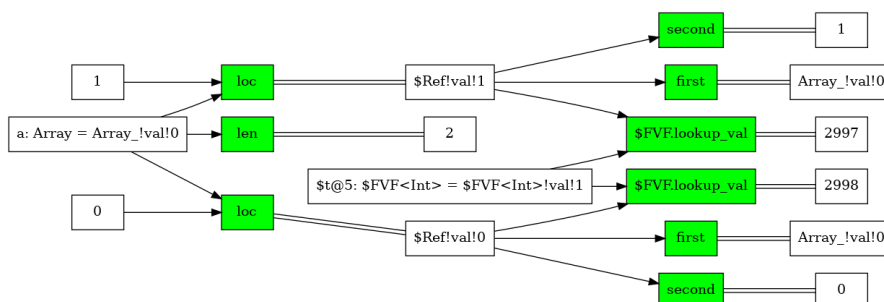 second
1
1
loc
$Ref!val!1
first
Array_!val!0
a: Array = Array_!val!0
len
2
$FVF.lookup_val
2997
$t@5: $FVF<Int> = $FVF<Int>!val!1
$FVF.lookup_val
2998
0
loc
$Ref!val!0
first
Array_!val!0
second
0